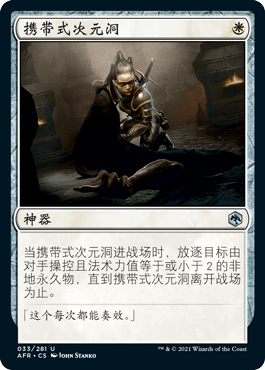 携带式次元洞
神器
当携带式次元洞进战场时，放逐目标由
对手操控且法术力值等于或小于2的非
地永久物，直到携带式次元洞离开战场
为止。
「这个每次都能奏效。」
033/281 U
AFR • CS JOHN STANKO
™ & © 2021 Wizards of the Coast